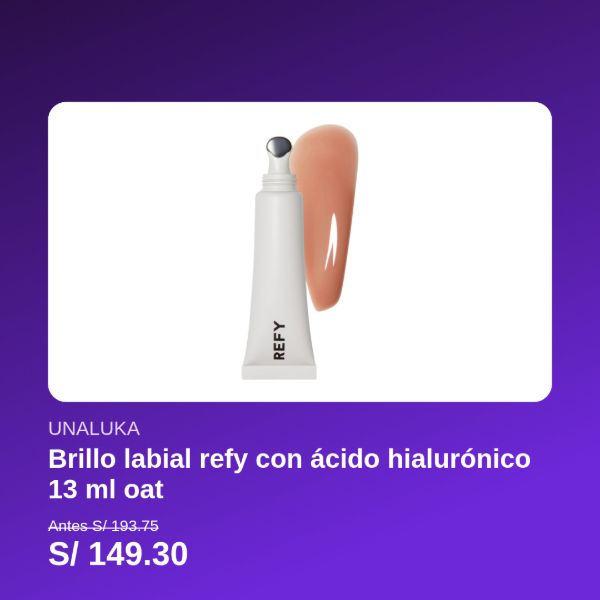 REFY
UNALUKA
Brillo labial refy con ácido hialurónico
13 ml oat
Antes S/ 193.75
S/ 149.30